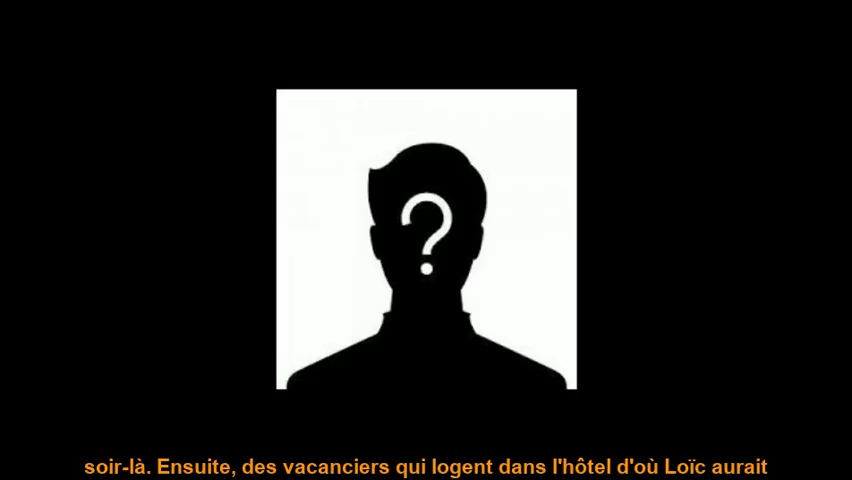 ?
soir-là. Ensuite, des vacanciers qui logent dans l'hôtel d'où Loïc aurait